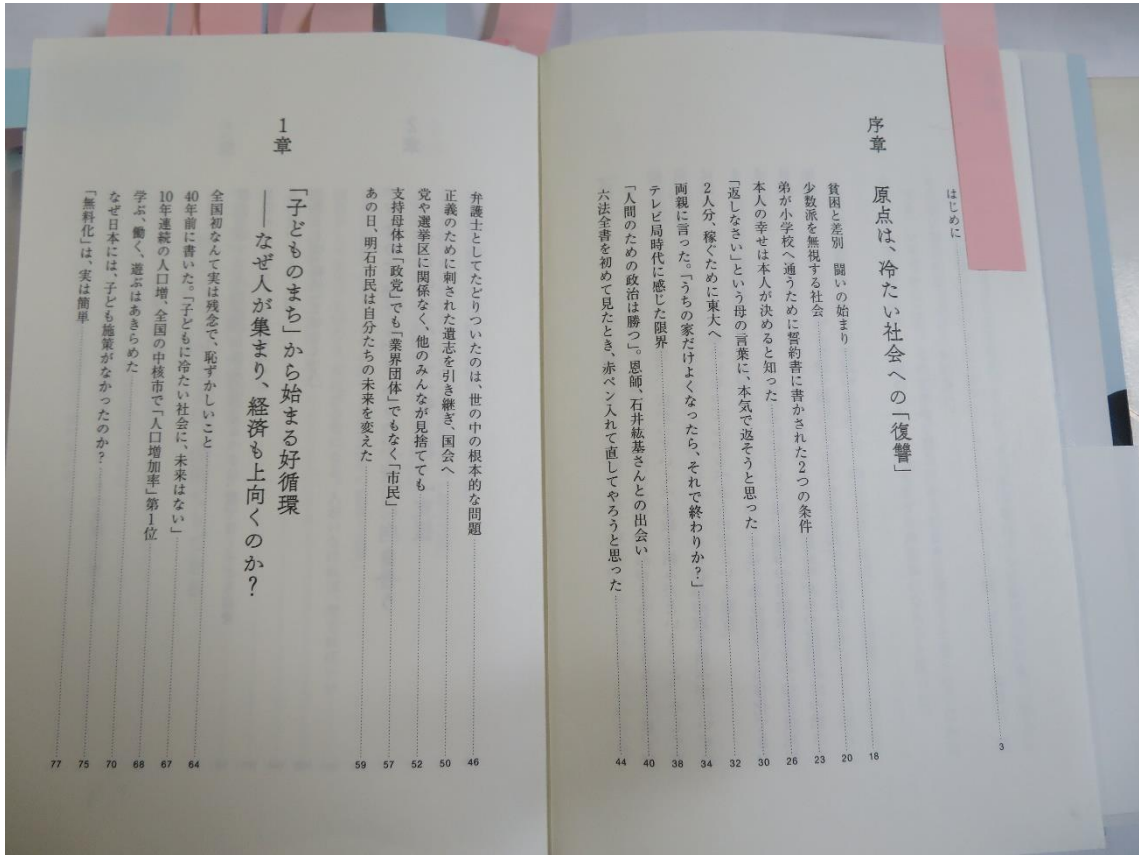 はじめに 3
序章
原点は、冷たい社会への「復讐」
貧困と差別 闘いの始まり 18
少数派を無視する社会 20
弟が小学校へ通うために誓約書に書かされた2つの条件 23
本人の幸せは本人が決めると知った 26
「返しなさい」という母の言葉に、本気で返そうと思った 30
2人分、稼ぐために東大へ 32
両親に言った。「うちの家だけよくなったら、それで終わりか?」 34
テレビ局時代に感じた限界 38
「人間のための政治は勝つ」。恩師、石井紘基さんとの出会い 40
六法全書を初めて見たとき、赤ペン入れて直してやろうと思った 44
弁護士としてたどりついたのは、世の中の根本的な問題 46
正義のために刺された遺志を引き継ぎ、国会へ 50
党や選挙区に関係なく、他のみんなが見捨てても 52
支持母体は「政党」でも「業界団体」でもなく「市民」 57
あの日、明石市民は自分たちの未来を変えた 59
1章
「子どものまち」から始まる好循環
――なぜ人が集まり、経済も上向くのか?
全国初なんて実は残念で、恥ずかしいこと 64
40年前に書いた。「子どもに冷たい社会に、未来はない」 67
10年連続の人口増、全国の中核市で「人口増加率」第1位 68
学ぶ、働く、遊ぶはあきらめた 70
なぜ日本には、子ども施策がなかったのか? 75
「無料化」は、実は簡単 77